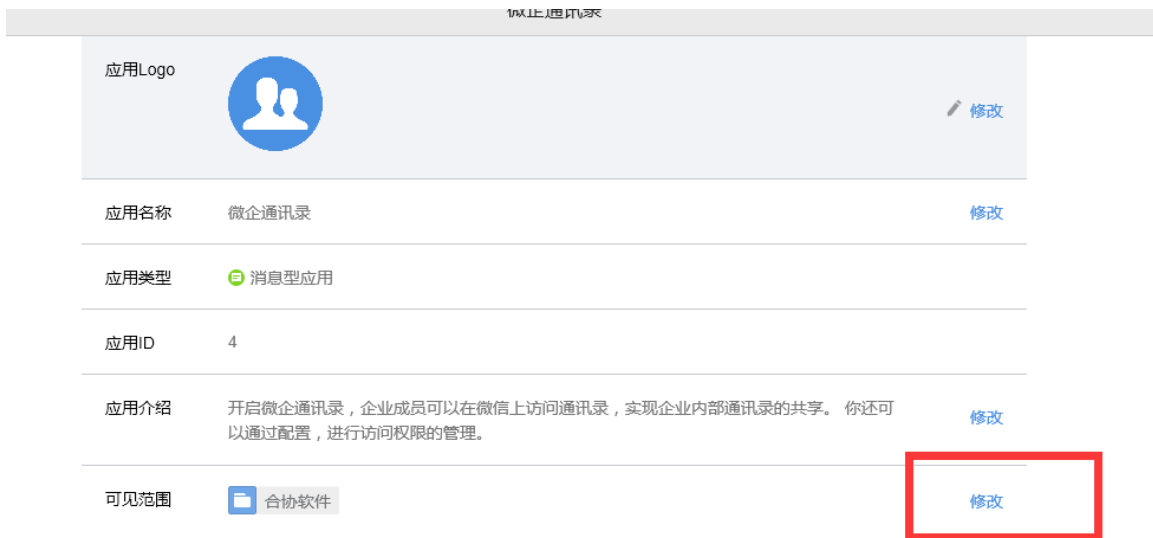 微企通讯录
应用Logo
修改
应用名称 微企通讯录 修改
应用类型 消息型应用
应用ID 4
应用介绍 开启微企通讯录，企业成员可以在微信上访问通讯录，实现企业内部通讯录的共享。 你还可
以通过配置，进行访问权限的管理。
修改
可见范围 合协软件 修改